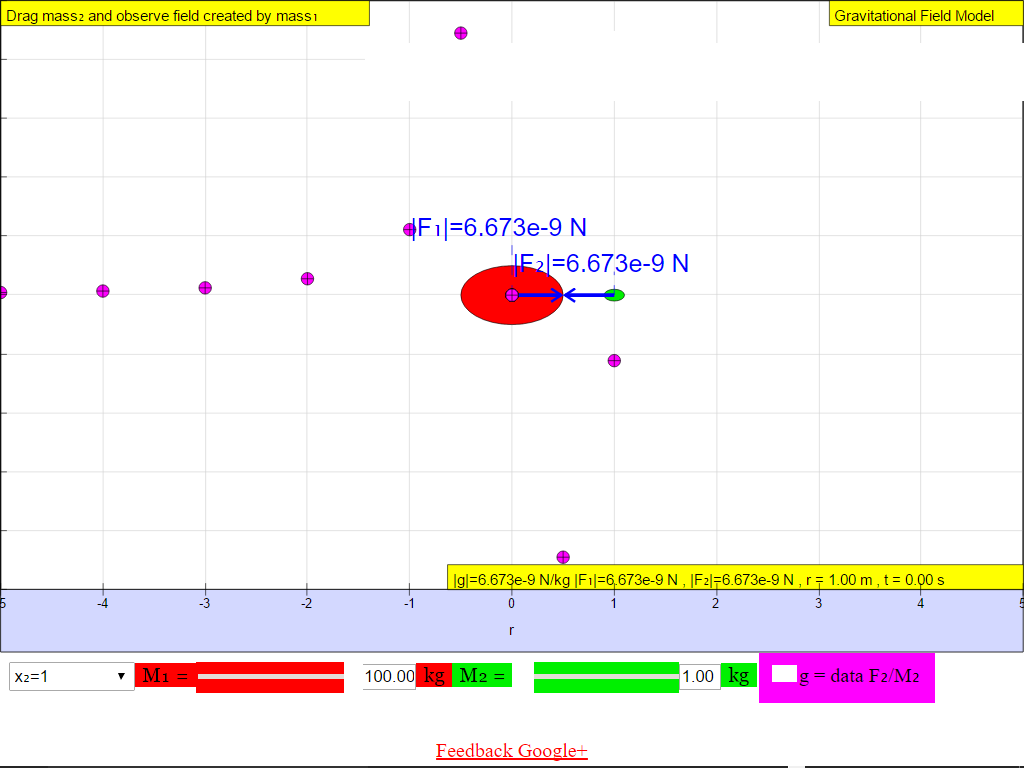 Drag mass₂ and observe field created by mass₁
Gravitational Field Model
|F₁|=6.673e-9 N
|F₂|=6.673e-9 N
|g|=6.673e-9 N/kg |F₁|=6.673e-9 N , |F₂|=6.673e-9 N , r = 1.00 m , t = 0.00 s
5 -4 -3 -2 -1 0 1 2 3 4 5
r
x₂=1 ▼ M₁ = 100.00 kg M₂ = 1.00 kg g = data F₂/M₂
Feedback Google+